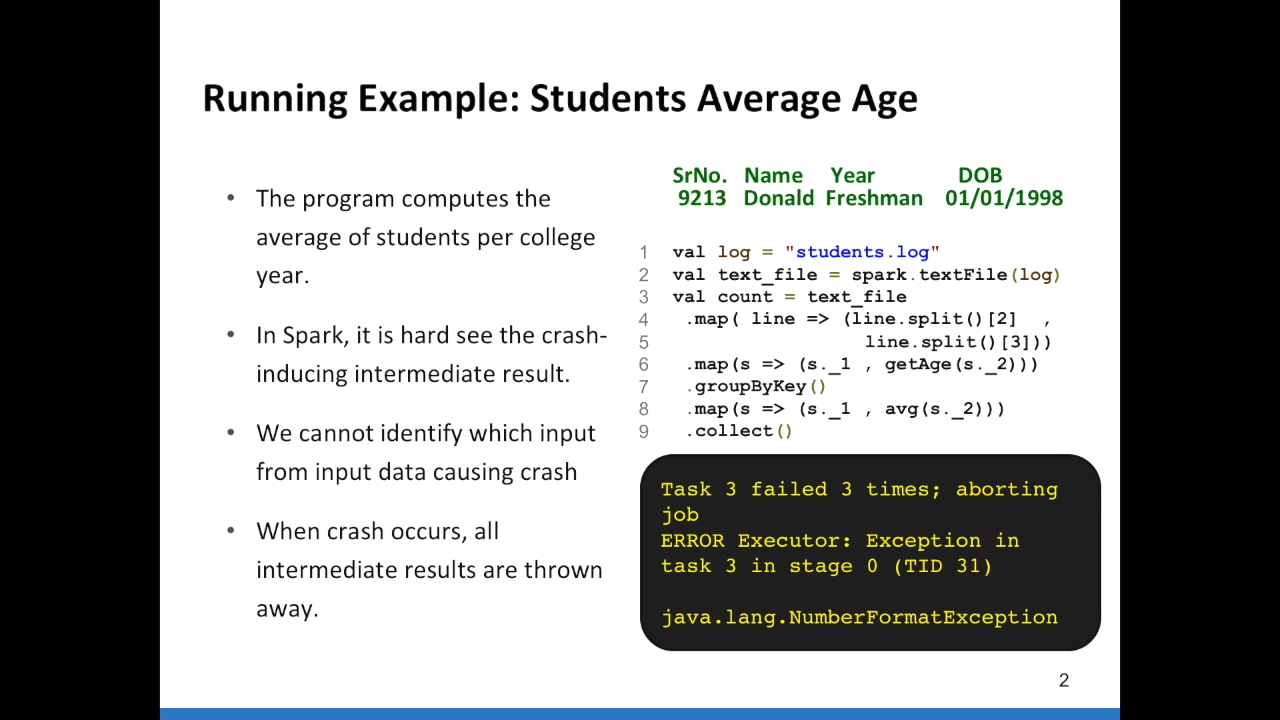 Running Example: Students Average Age
• The program computes the
average of students per college
year.
• In Spark, it is hard see the crash-
inducing intermediate result.
• We cannot identify which input
from input data causing crash
• When crash occurs, all
intermediate results are thrown
away.
SrNo. Name Year DOB
9213 Donald Freshman 01/01/1998
1 val log = "students.log"
2 val text_file = spark.textFile(log)
3 val count = text_file
4 .map( line => (line.split()[2] ,
5 line.split()[3]))
6 .map(s => (s._1 , getAge(s._2)))
7 .groupByKey()
8 .map(s => (s._1 , avg(s._2)))
9 .collect()
Task 3 failed 3 times; aborting
job
ERROR Executor: Exception in
task 3 in stage 0 (TID 31)
java.lang.NumberFormatException
2